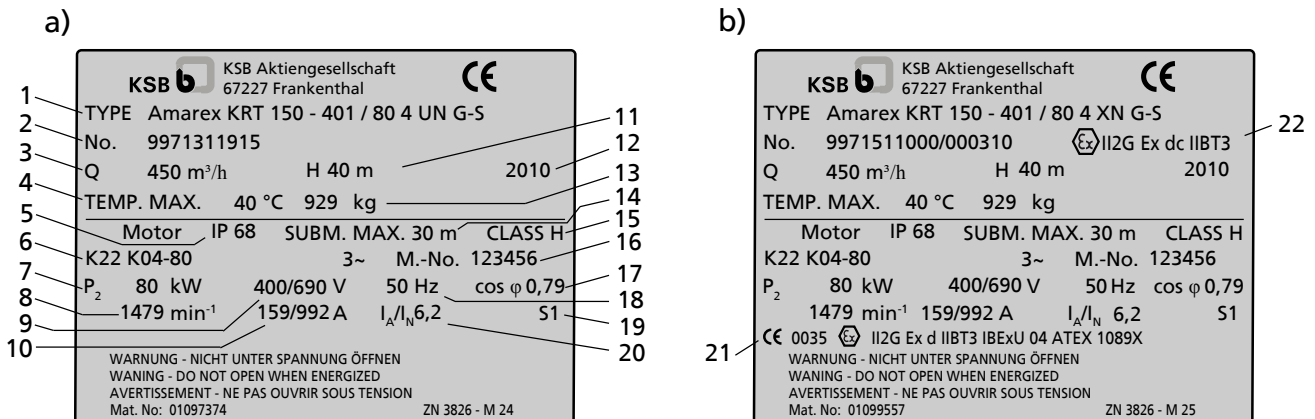 a)
KSB b KSB Aktiengesellschaft CE
67227 Frankenthal
1 TYPE Amarex KRT 150 - 401 / 80 4 UN G-S
2 No. 9971311915 11
3 Q 450 m³/h H 40 m 2010 12
4 TEMP. MAX. 40 °C 929 kg 13
5 Motor IP 68 SUBM. MAX. 30 m CLASS H 14 15
6 K22 K04-80 3~ M.-No. 123456 16
7 P₂ 80 kW 400/690 V 50 Hz cos φ 0,79 17
8 1479 min⁻¹ 159/992 A I_A/I_N 6,2 S1 18
9 19
10 20
WARNUNG - NICHT UNTER SPANNUNG ÖFFNEN
WANING - DO NOT OPEN WHEN ENERGIZED
AVERTISSEMENT - NE PAS OUVRIR SOUS TENSION
Mat. No: 01097374 ZN 3826 - M 24
b)
KSB b KSB Aktiengesellschaft CE
67227 Frankenthal
TYPE Amarex KRT 150 - 401 / 80 4 XN G-S
No. 9971511000/000310 Ex II2G Ex dc IIBT3 22
Q 450 m³/h H 40 m 2010
TEMP. MAX. 40 °C 929 kg
Motor IP 68 SUBM. MAX. 30 m CLASS H
K22 K04-80 3~ M.-No. 123456
P₂ 80 kW 400/690 V 50 Hz cos φ 0,79
1479 min⁻¹ 159/992 A I_A/I_N 6,2 S1
21 CE 0035 Ex II2G Ex d IIBT3 IBExU 04 ATEX 1089X
WARNUNG - NICHT UNTER SPANNUNG ÖFFNEN
WANING - DO NOT OPEN WHEN ENERGIZED
AVERTISSEMENT - NE PAS OUVRIR SOUS TENSION
Mat. No: 01099557 ZN 3826 - M 25